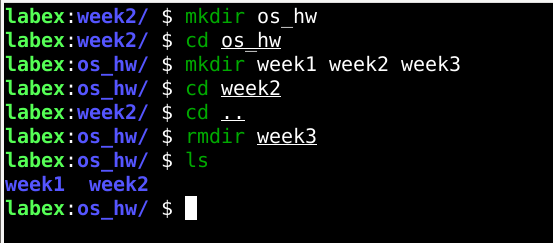 labex:week2/ $ mkdir os_hw
labex:week2/ $ cd os_hw
labex:os_hw/ $ mkdir week1 week2 week3
labex:os_hw/ $ cd week2
labex:week2/ $ cd ..
labex:os_hw/ $ rmdir week3
labex:os_hw/ $ ls
week1  week2
labex:os_hw/ $